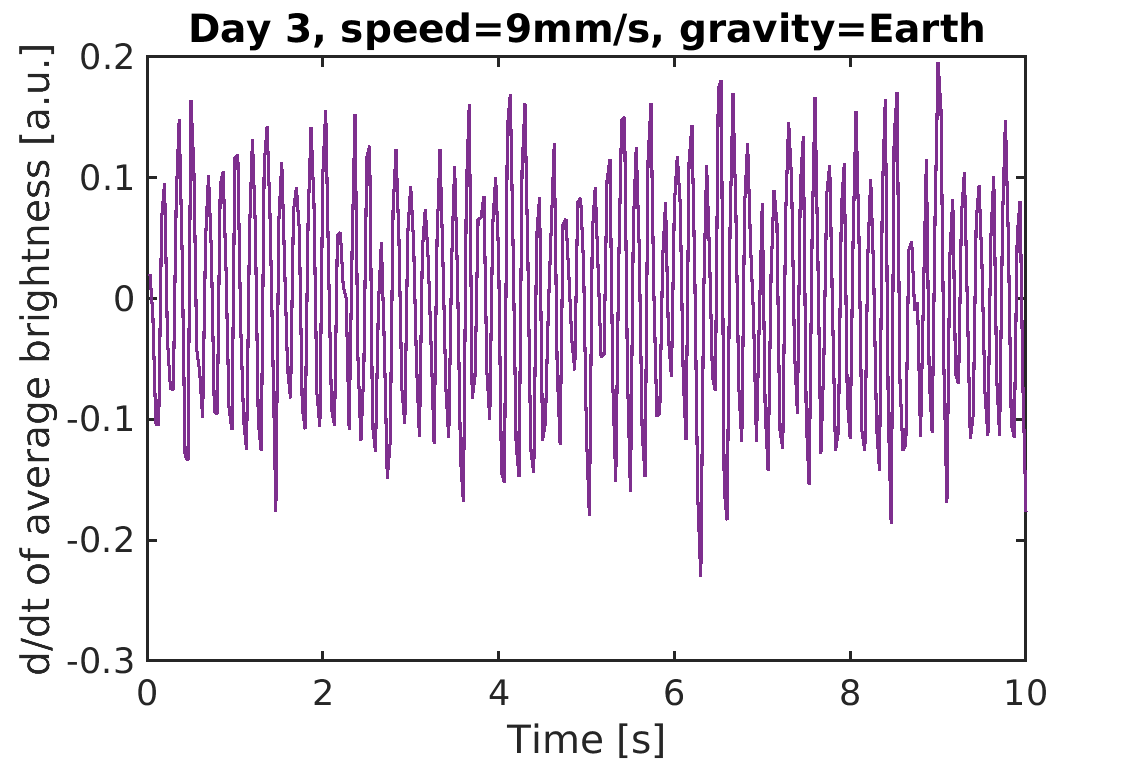 Day 3, speed=9mm/s, gravity=Earth
d/dt of average brightness [a.u.]
0.2
0.1
0
-0.1
-0.2
-0.3
0 2 4 6 8 10
Time [s]